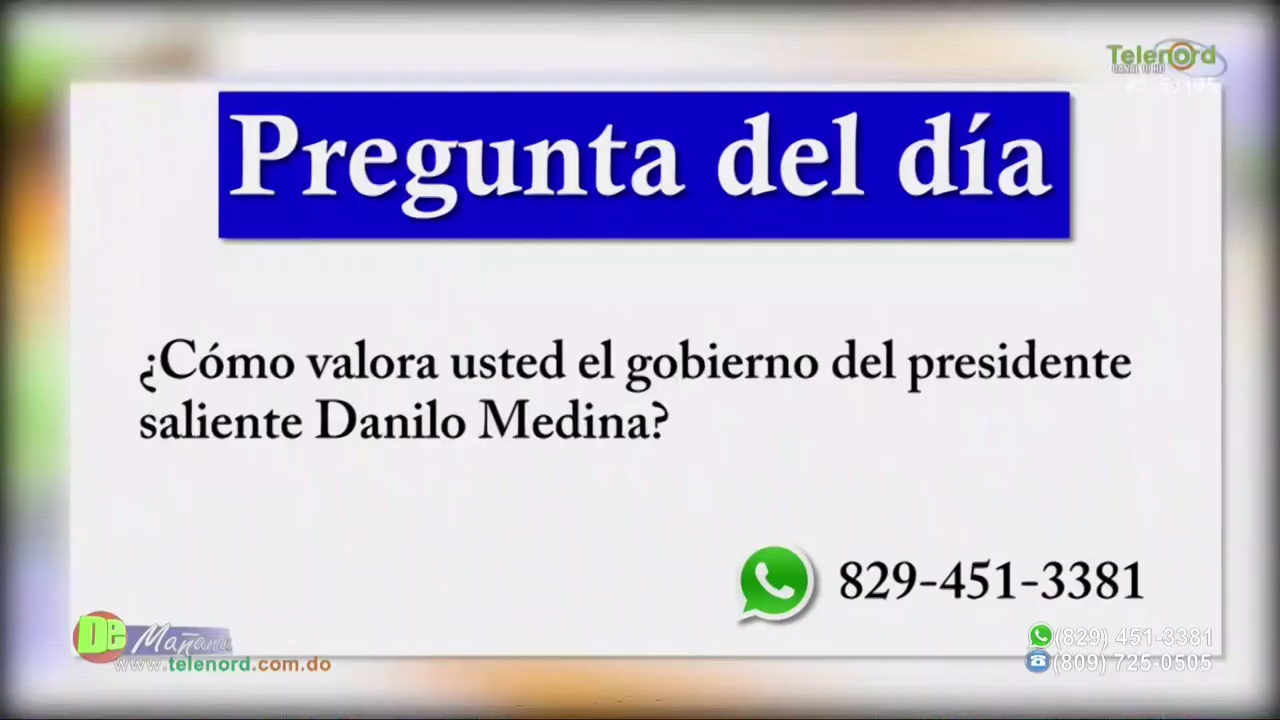 Telenord
Pregunta del día
¿Cómo valora usted el gobierno del presidente
saliente Danilo Medina?
829-451-3381
De Mañana
www.telenord.com.do
(829) 451-3381
(809) 725-0505